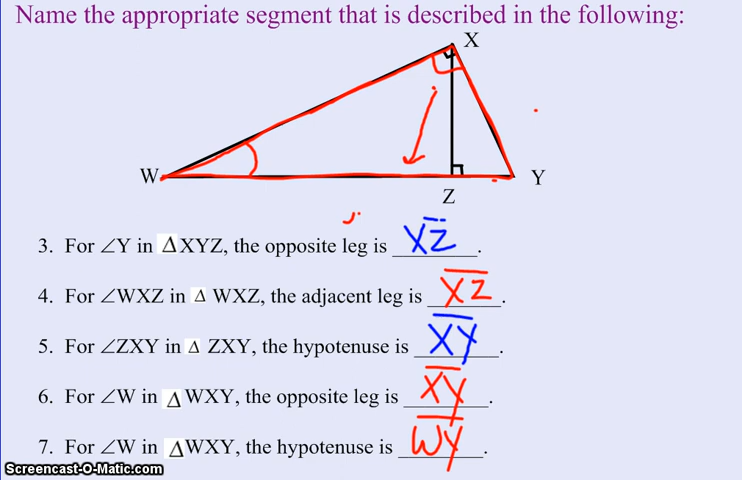 Name the appropriate segment that is described in the following:
X
W
Y
Z
3. For ∠Y in ΔXYZ, the opposite leg is XZ.
4. For ∠WXZ in Δ WXZ, the adjacent leg is XZ.
5. For ∠ZXY in Δ ZXY, the hypotenuse is XY.
6. For ∠W in ΔWXY, the opposite leg is XY.
7. For ∠W in ΔWXY, the hypotenuse is WY.
Screencast-O-Matic.com